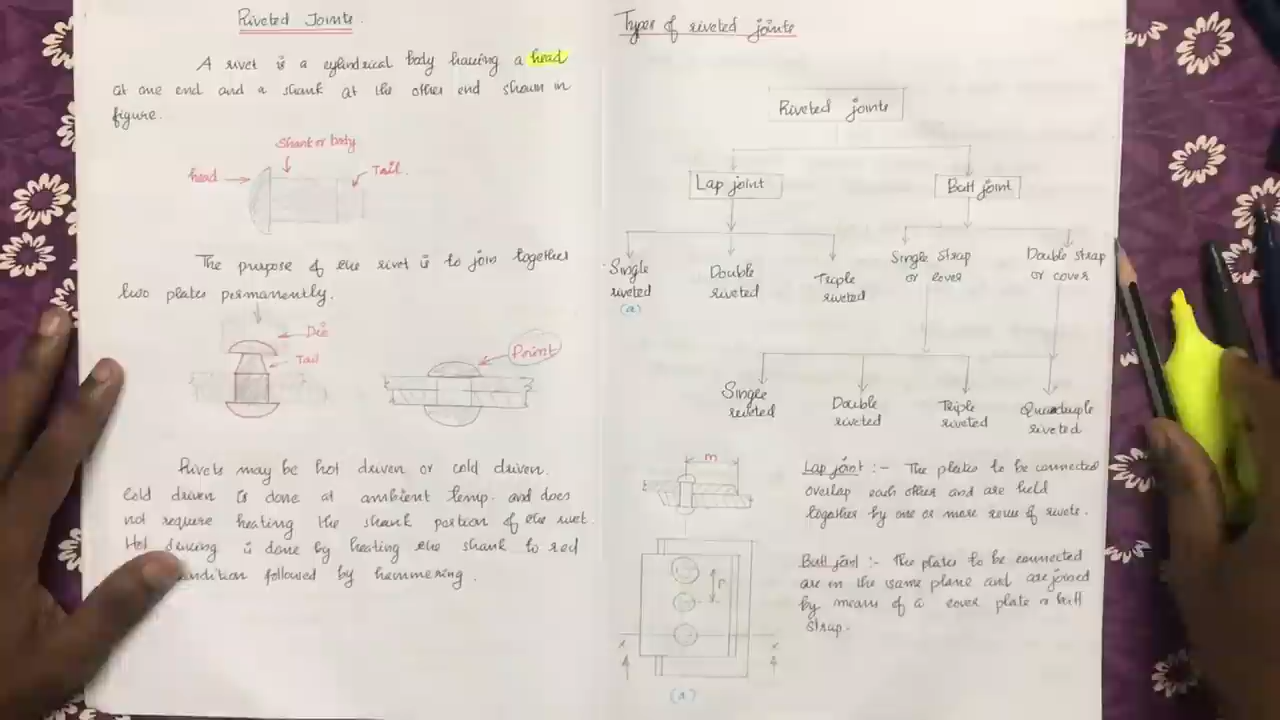 Riveted Joints.
A rivet is a cylindrical body having a head
at one end and a shank at the other end shown in
figure.
Shank or body
head
Tail.
The purpose of the rivet is to join together
two plates permanently.
Die
Tail
Point
Rivets may be hot driven or cold driven.
Cold driven is done at ambient temp. and does
not require heating the shank portion of the rivet.
Hot driving is done by heating the shank to red
condition followed by hammering.
Types of riveted joints
Riveted joints
Lap joint
Butt joint
Single
riveted
(a)
Double
riveted
Triple
riveted
Single strap
or cover
Double strap
or cover
Single
riveted
Double
riveted
Triple
riveted
Quadruple
riveted
m
Lap joint :- The plates to be connected
overlap each other and are held
together by one or more rows of rivets.
Butt joint :- The plates to be connected
are in the same plane and are joined
by means of a cover plate or butt
strap.
P
x
x
(a)